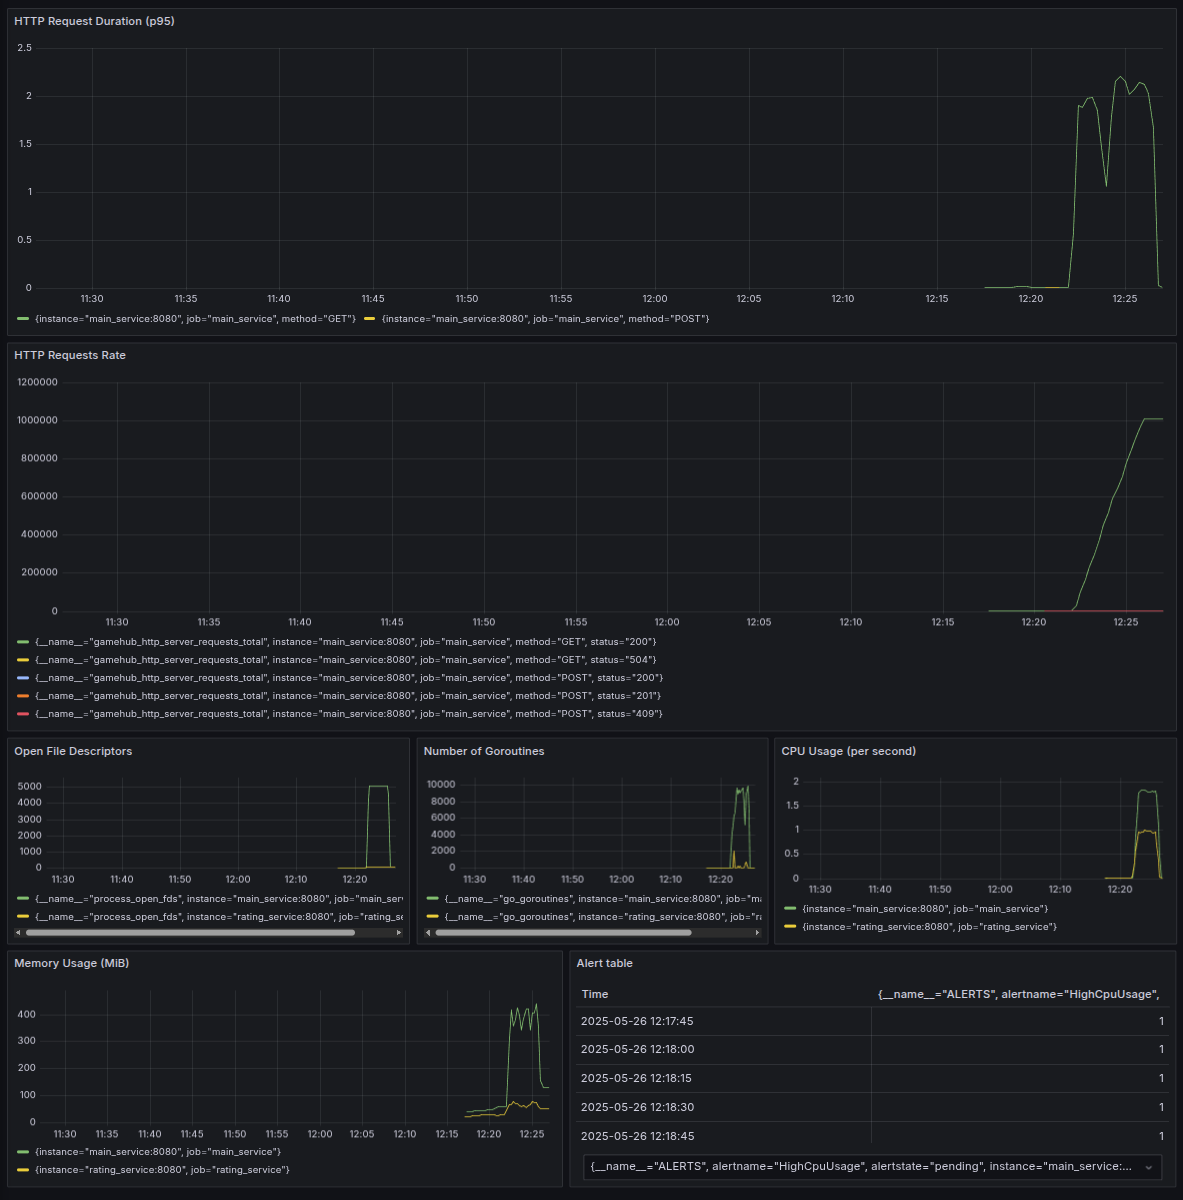 HTTP Request Duration (p95)
2.5
2
1.5
1
0.5
0
11:30 11:35 11:40 11:45 11:50 11:55 12:00 12:05 12:10 12:15 12:20 12:25
{instance="main_service:8080", job="main_service", method="GET"} {instance="main_service:8080", job="main_service", method="POST"}
HTTP Requests Rate
1200000
1000000
800000
600000
400000
200000
0
11:30 11:35 11:40 11:45 11:50 11:55 12:00 12:05 12:10 12:15 12:20 12:25
{__name__="gamehub_http_server_requests_total", instance="main_service:8080", job="main_service", method="GET", status="200"}
{__name__="gamehub_http_server_requests_total", instance="main_service:8080", job="main_service", method="GET", status="504"}
{__name__="gamehub_http_server_requests_total", instance="main_service:8080", job="main_service", method="POST", status="200"}
{__name__="gamehub_http_server_requests_total", instance="main_service:8080", job="main_service", method="POST", status="201"}
{__name__="gamehub_http_server_requests_total", instance="main_service:8080", job="main_service", method="POST", status="409"}
Open File Descriptors
5000
4000
3000
2000
1000
0
11:30 11:40 11:50 12:00 12:10 12:20
{__name__="process_open_fds", instance="main_service:8080", job="main_ser
{__name__="process_open_fds", instance="rating_service:8080", job="rating_se
Number of Goroutines
10000
8000
6000
4000
2000
0
11:30 11:40 11:50 12:00 12:10 12:20
{__name__="go_goroutines", instance="main_service:8080", job="ma
{__name__="go_goroutines", instance="rating_service:8080", job="ra
CPU Usage (per second)
2
1.5
1
0.5
0
11:30 11:40 11:50 12:00 12:10 12:20
{instance="main_service:8080", job="main_service"}
{instance="rating_service:8080", job="rating_service"}
Memory Usage (MiB)
400
300
200
100
0
11:30 11:35 11:40 11:45 11:50 11:55 12:00 12:05 12:10 12:15 12:20 12:25
{instance="main_service:8080", job="main_service"}
{instance="rating_service:8080", job="rating_service"}
Alert table
Time {__name__="ALERTS", alertname="HighCpuUsage",
2025-05-26 12:17:45 1
2025-05-26 12:18:00 1
2025-05-26 12:18:15 1
2025-05-26 12:18:30 1
2025-05-26 12:18:45 1
{__name__="ALERTS", alertname="HighCpuUsage", alertstate="pending", instance="main_service:...